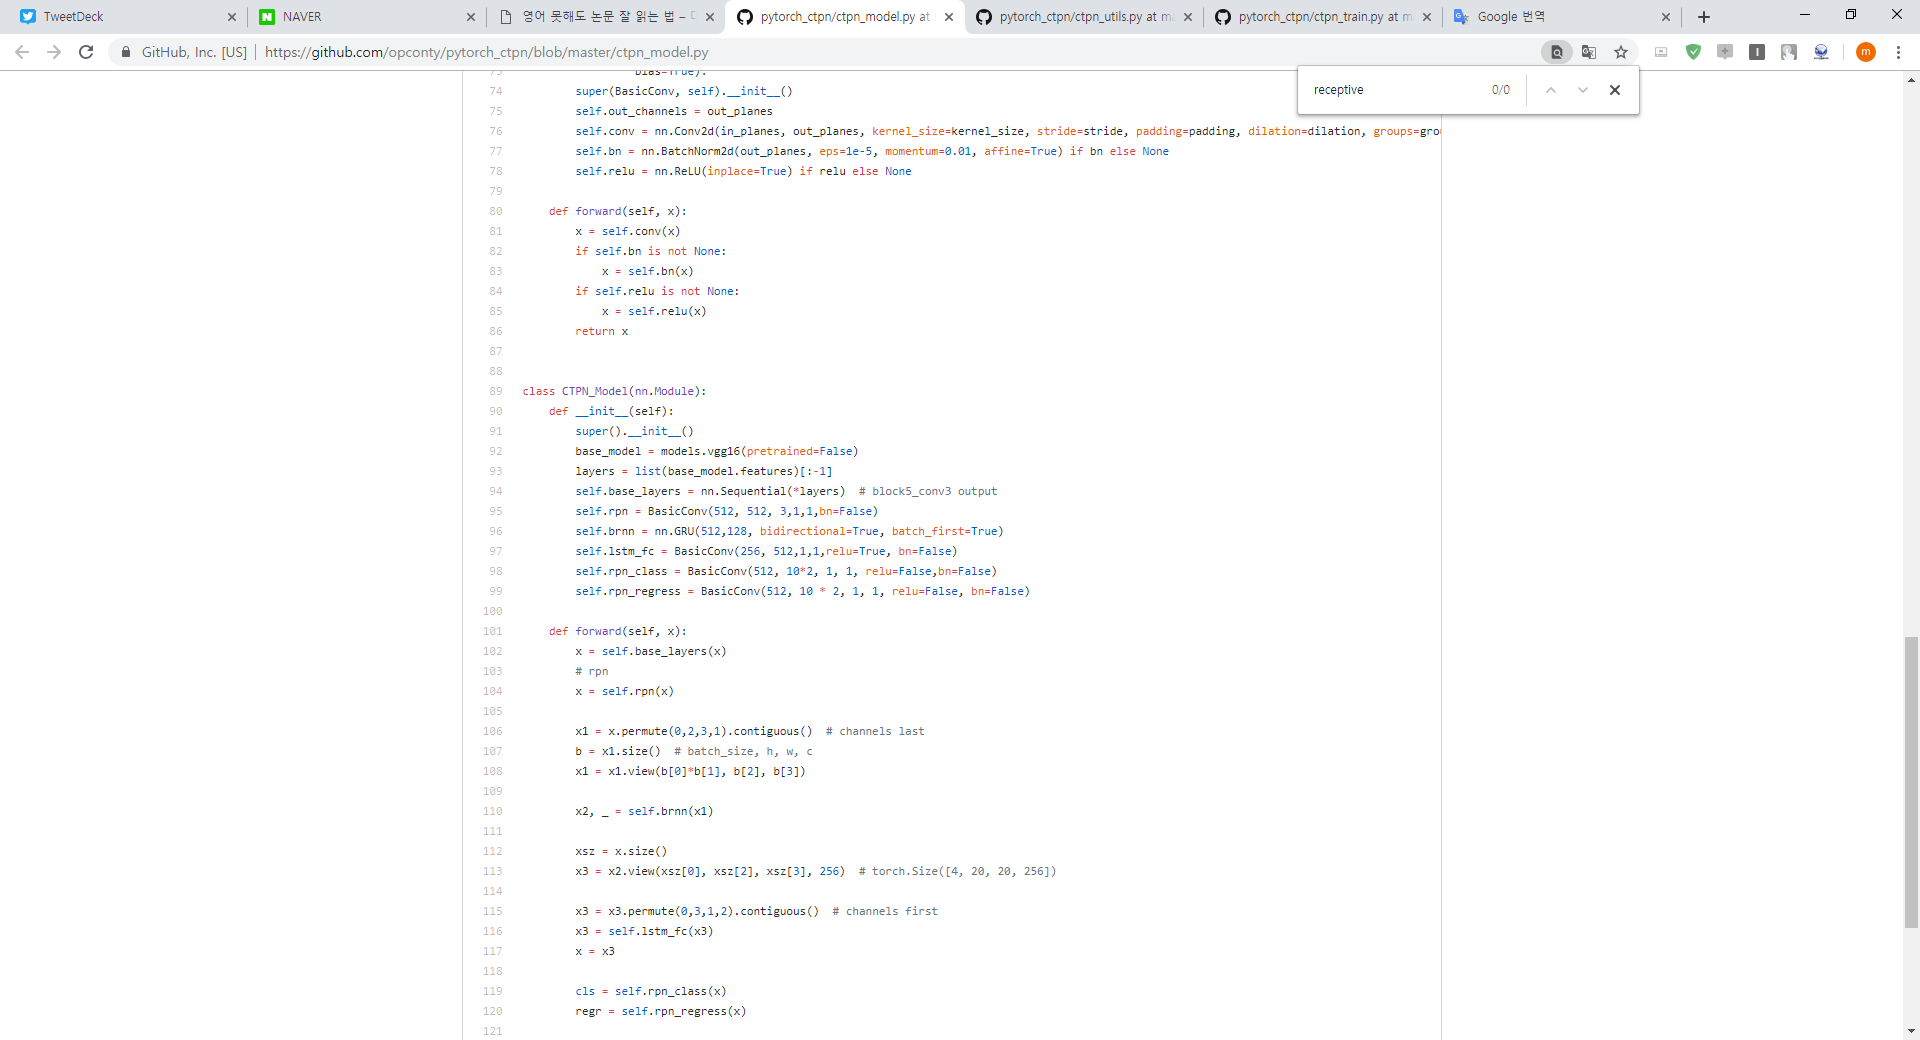 TweetDeck
NAVER
영어 못해도 논문 잘 읽는 법 –
pytorch_ctpn/ctpn_model.py at
pytorch_ctpn/ctpn_utils.py at ma
pytorch_ctpn/ctpn_train.py at m
Google 번역
GitHub, Inc. [US] | https://github.com/opconty/pytorch_ctpn/blob/master/ctpn_model.py
receptive 0/0
73 bias=True):
74 super(BasicConv, self).__init__()
75 self.out_channels = out_planes
76 self.conv = nn.Conv2d(in_planes, out_planes, kernel_size=kernel_size, stride=stride, padding=padding, dilation=dilation, groups=grou
77 self.bn = nn.BatchNorm2d(out_planes, eps=1e-5, momentum=0.01, affine=True) if bn else None
78 self.relu = nn.ReLU(inplace=True) if relu else None
79
80 def forward(self, x):
81 x = self.conv(x)
82 if self.bn is not None:
83 x = self.bn(x)
84 if self.relu is not None:
85 x = self.relu(x)
86 return x
87
88
89 class CTPN_Model(nn.Module):
90 def __init__(self):
91 super().__init__()
92 base_model = models.vgg16(pretrained=False)
93 layers = list(base_model.features)[:-1]
94 self.base_layers = nn.Sequential(*layers)  # block5_conv3 output
95 self.rpn = BasicConv(512, 512, 3,1,1,bn=False)
96 self.brnn = nn.GRU(512,128, bidirectional=True, batch_first=True)
97 self.lstm_fc = BasicConv(256, 512,1,1,relu=True, bn=False)
98 self.rpn_class = BasicConv(512, 10*2, 1, 1, relu=False,bn=False)
99 self.rpn_regress = BasicConv(512, 10 * 2, 1, 1, relu=False, bn=False)
100
101 def forward(self, x):
102 x = self.base_layers(x)
103 # rpn
104 x = self.rpn(x)
105
106 x1 = x.permute(0,2,3,1).contiguous()  # channels last
107 b = x1.size()  # batch_size, h, w, c
108 x1 = x1.view(b[0]*b[1], b[2], b[3])
109
110 x2, _ = self.brnn(x1)
111
112 xsz = x.size()
113 x3 = x2.view(xsz[0], xsz[2], xsz[3], 256)  # torch.Size([4, 20, 20, 256])
114
115 x3 = x3.permute(0,3,1,2).contiguous()  # channels first
116 x3 = self.lstm_fc(x3)
117 x = x3
118
119 cls = self.rpn_class(x)
120 regr = self.rpn_regress(x)
121